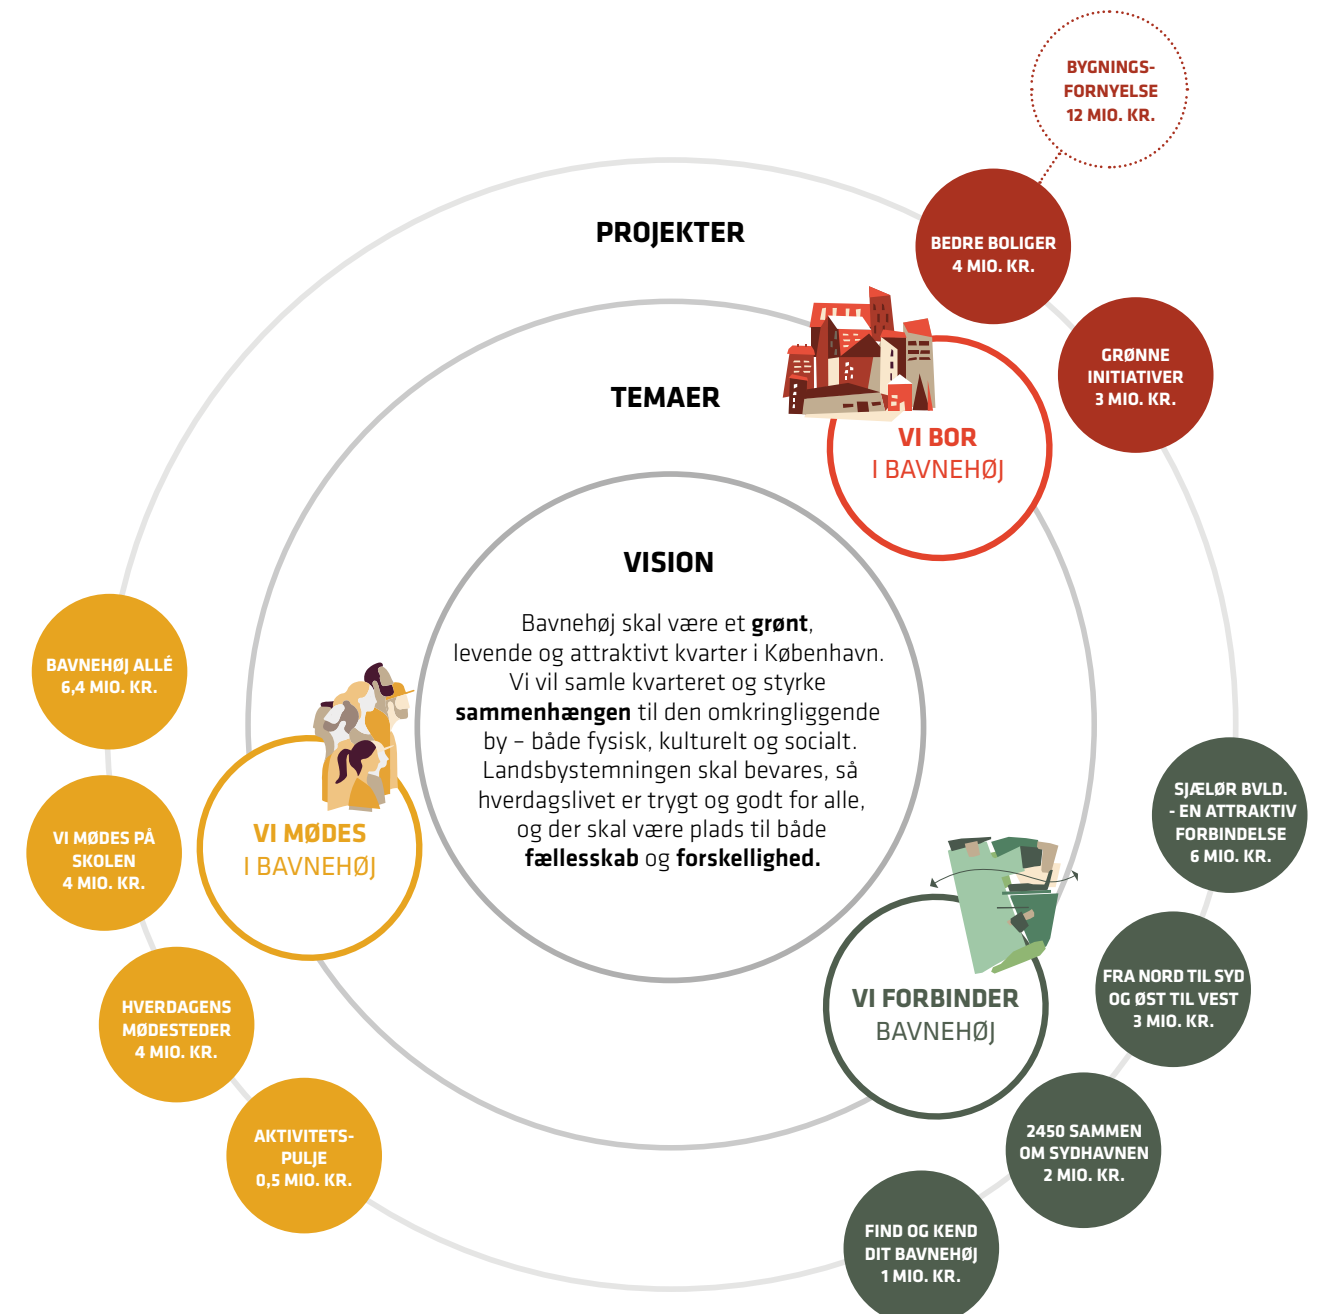 BYGNINGS-
FORNYELSE
12 MIO. KR.
PROJEKTER
BEDRE BOLIGER
4 MIO. KR.
GRØNNE
INITIATIVER
3 MIO. KR.
TEMAER
VI BOR
I BAVNEHØJ
VISION
Bavnehøj skal være et grønt,
levende og attraktivt kvarter i København.
Vi vil samle kvarteret og styrke
sammenhængen til den omkringliggende
by – både fysisk, kulturelt og socialt.
Landsbystemningen skal bevares, så
hverdagslivet er trygt og godt for alle,
og der skal være plads til både
fællesskab og forskellighed.
BAVNEHØJ ALLÉ
6,4 MIO. KR.
VI MØDES PÅ
SKOLEN
4 MIO. KR.
VI MØDES
I BAVNEHØJ
HVERDAGENS
MØDESTEDER
4 MIO. KR.
AKTIVITETS-
PULJE
0,5 MIO. KR.
SJÆLØR BVLD.
- EN ATTRAKTIV
FORBINDELSE
6 MIO. KR.
VI FORBINDER
BAVNEHØJ
FRA NORD TIL SYD
OG ØST TIL VEST
3 MIO. KR.
2450 SAMMEN
OM SYDHAVNEN
2 MIO. KR.
FIND OG KEND
DIT BAVNEHØJ
1 MIO. KR.